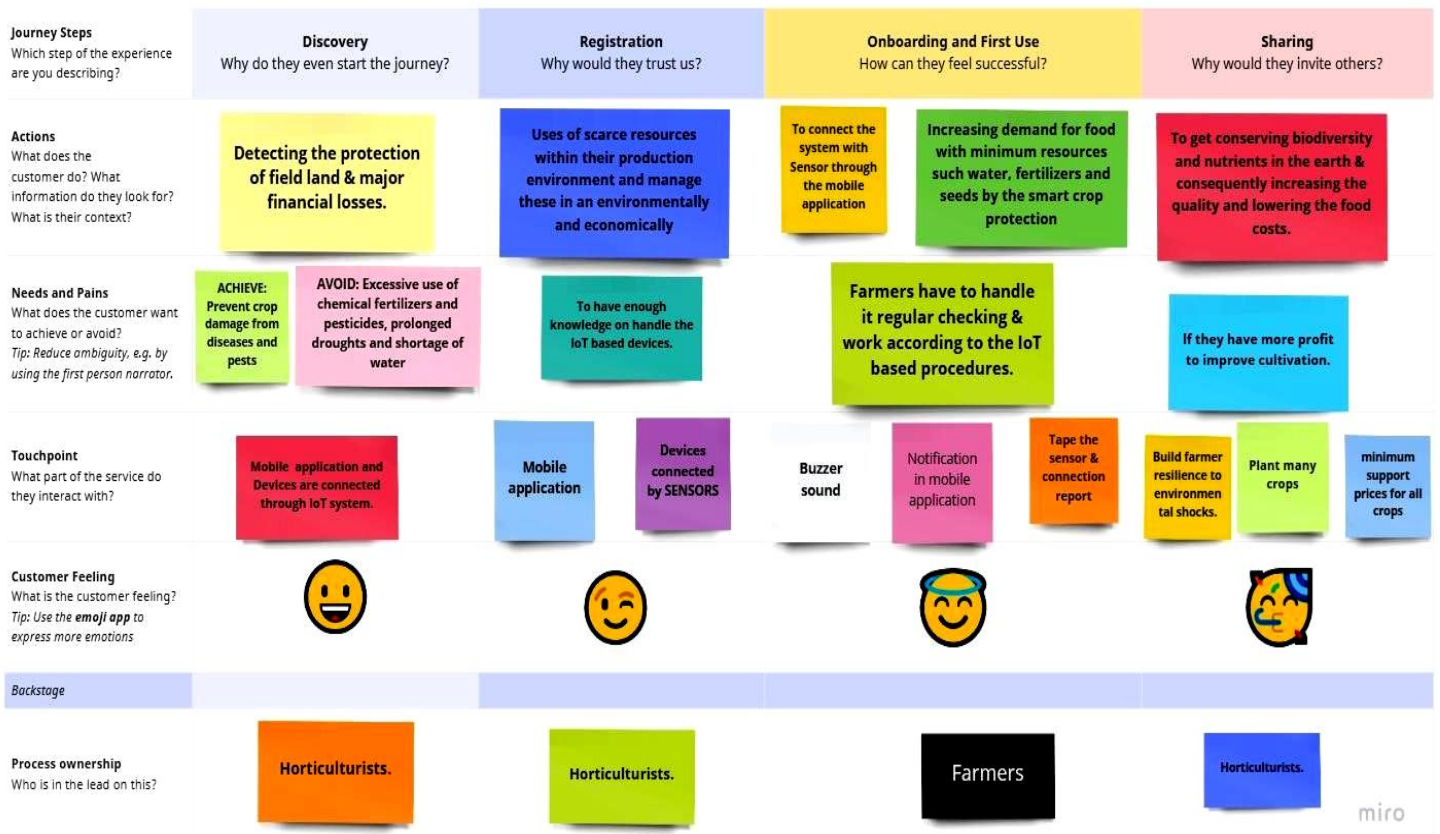 Journey Steps
Which step of the experience
are you describing?
Discovery
Why do they even start the journey?
Registration
Why would they trust us?
Onboarding and First Use
How can they feel successful?
Sharing
Why would they invite others?
Actions
What does the
customer do? What
information do they look for?
What is their context?
Detecting the protection
of field land & major
financial losses.
Uses of scarce resources
within their production
environment and manage
these in an environmentally
and economically
To connect the
system with
Sensor through
the mobile
application
Increasing demand for food
with minimum resources
such water, fertilizers and
seeds by the smart crop
protection
To get conserving biodiversity
and nutrients in the earth &
consequently increasing the
quality and lowering the food
costs.
Needs and Pains
What does the customer want
to achieve or avoid?
Tip: Reduce ambiguity, e.g. by
using the first person narrator.
ACHIEVE:
Prevent crop
damage from
diseases and
pests
AVOID: Excessive use of
chemical fertilizers and
pesticides, prolonged
droughts and shortage of
water
To have enough
knowledge on handle the
IoT based devices.
Farmers have to handle
it regular checking &
work according to the IoT
based procedures.
If they have more profit
to improve cultivation.
Touchpoint
What part of the service do
they interact with?
Mobile application and
Devices are connected
through IoT system.
Mobile
application
Devices
connected
by SENSORS
Buzzer
sound
Notification
in mobile
application
Tape the
sensor &
connection
report
Build farmer
resilience to
environmen
tal shocks.
Plant many
crops
minimum
support
prices for all
crops
Customer Feeling
What is the customer feeling?
Tip: Use the emoji app to
express more emotions
Backstage
Process ownership
Who is in the lead on this?
Horticulturists.
Horticulturists.
Farmers
Horticulturists.
miro